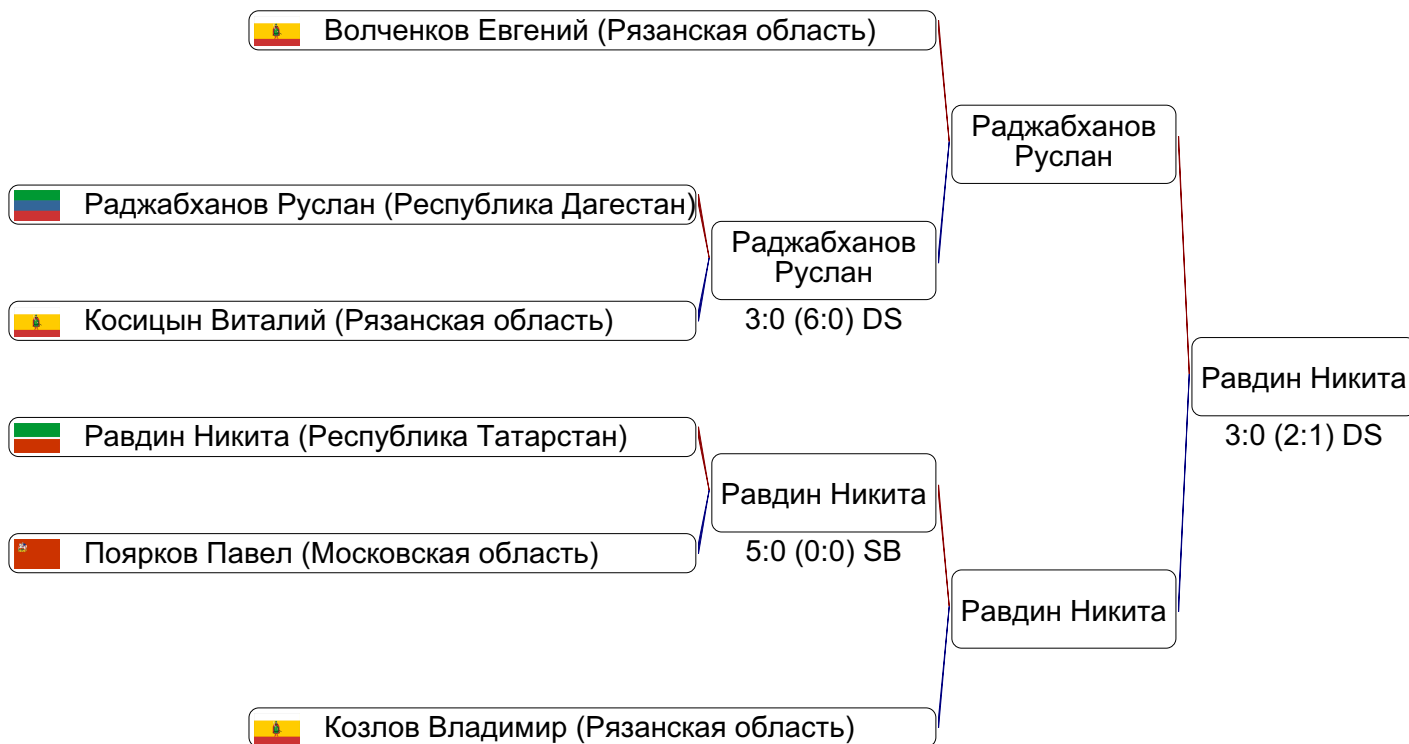 Волченков Евгений (Рязанская область)
Раджабханов
Руслан
Раджабханов Руслан (Республика Дагестан)
Раджабханов
Руслан
Косицын Виталий (Рязанская область)
3:0 (6:0) DS
Равдин Никита
3:0 (2:1) DS
Равдин Никита (Республика Татарстан)
Равдин Никита
Поярков Павел (Московская область)
5:0 (0:0) SB
Равдин Никита
Козлов Владимир (Рязанская область)